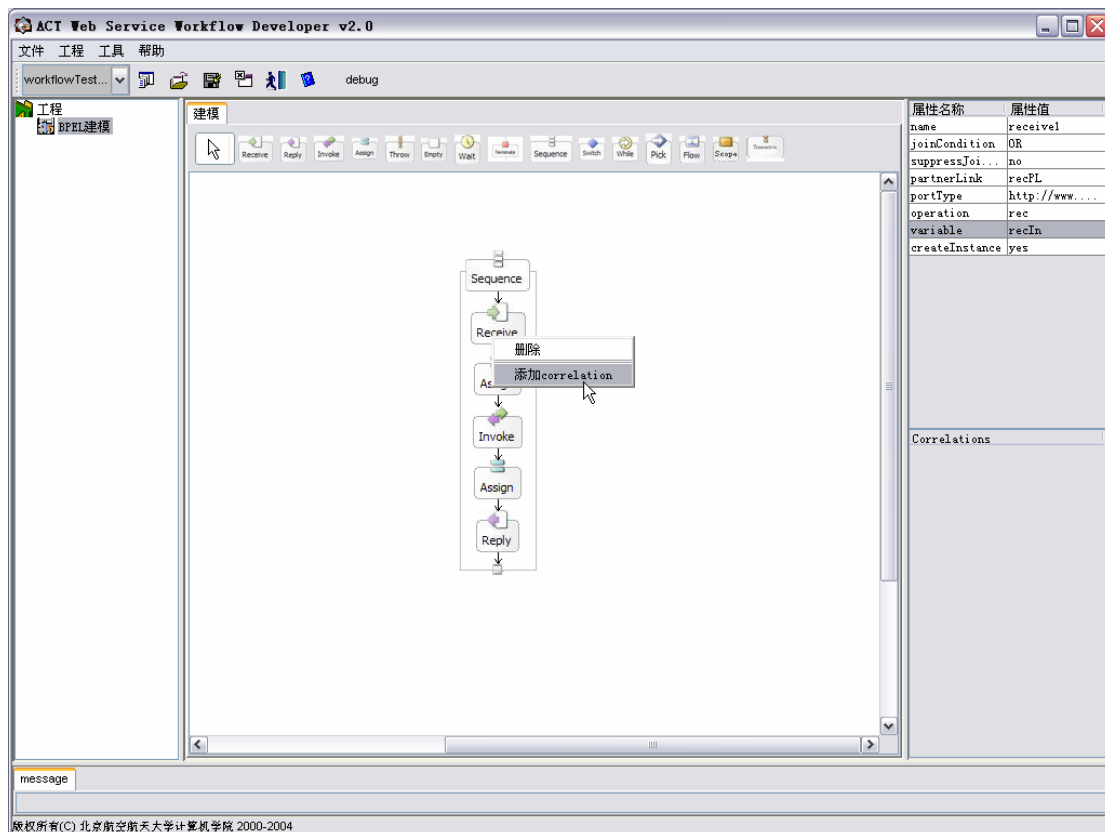 ACT Web Service Workflow Developer v2.0
文件 工程 工具 帮助
workflowTest... debug
工程
BPEL建模
建模
Receive Reply Invoke Assign Throw Empty Wait Terminate Sequence Switch While Pick Flow Scope
Sequence
Receive
删除
添加correlation
As
Invoke
Assign
Reply
属性名称 属性值
name receive1
joinCondition OR
suppressJoi... no
partnerLink recPL
portType http://www....
operation rec
variable recIn
createInstance yes
Correlations
message
版权所有(C) 北京航空航天大学计算机学院 2000-2004